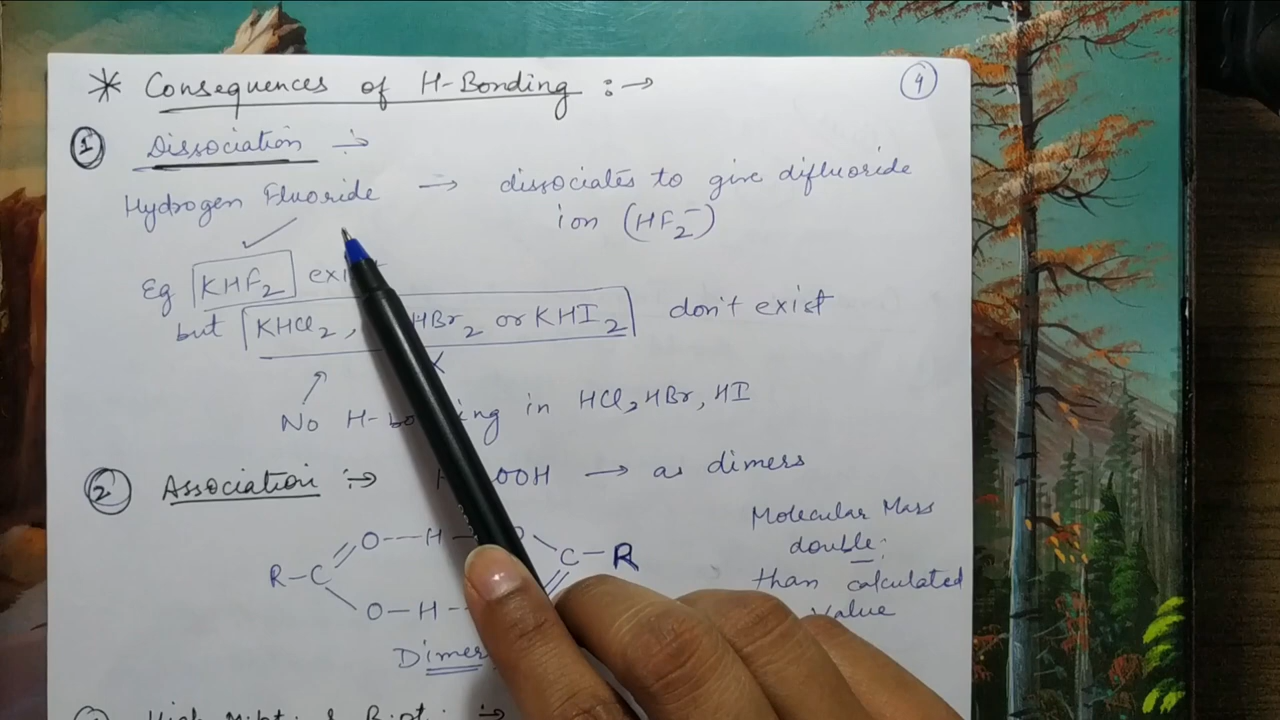 * Consequences of H-Bonding :→
④
① Dissociation :→
Hydrogen Fluoride → dissociates to give difluoride
ion (HF₂⁻)
Eg KHF₂
but KHCl₂, HBr₂ or KHI₂ don't exist
No H-bonding in HCl, HBr, HI
② Association :→ OOH → as dimers
Molecular Mass
double
than calculated
value
R-C O---H O C-R
O-H
Dimer